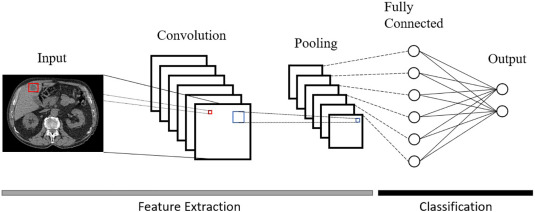 Fully
Connected
Convolution
Pooling
Input
Output
Feature Extraction
Classification